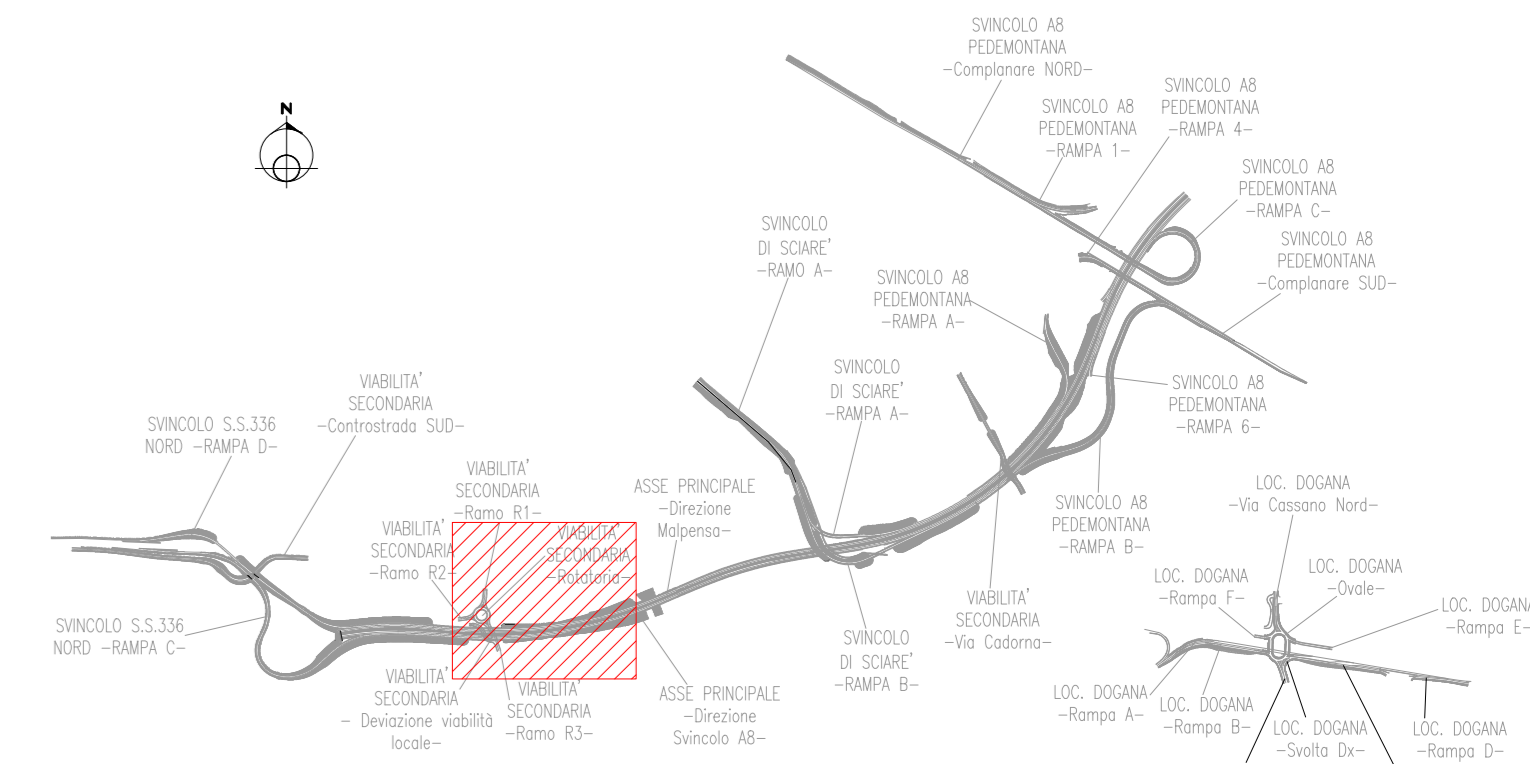 SVINCOLO A8
PEDEMONTANA
-Complanare NORD-
SVINCOLO A8
PEDEMONTANA
-RAMPA 4-
SVINCOLO A8
PEDEMONTANA
-RAMPA 1-
N
SVINCOLO A8
PEDEMONTANA
-RAMPA C-
SVINCOLO
DI SCIARE'
-RAMO A-
SVINCOLO A8
PEDEMONTANA
-Complanare SUD-
SVINCOLO A8
PEDEMONTANA
-RAMPA A-
SVINCOLO
DI SCIARE'
-RAMPA A-
VIABILITA'
SECONDARIA
-Controstrada SUD-
SVINCOLO A8
PEDEMONTANA
-RAMPA 6-
SVINCOLO S.S.336
NORD -RAMPA D-
VIABILITA'
SECONDARIA
-Ramo R1-
ASSE PRINCIPALE
-Direzione
Malpensa-
LOC. DOGANA
-Via Cassano Nord-
SVINCOLO A8
PEDEMONTANA
-RAMPA B-
VIABILITA'
SECONDARIA
-Ramo R2-
VIABILITA'
SECONDARIA
-Rotatoria-
LOC. DOGANA
-Rampa F-
LOC. DOGANA
-Ovale-
VIABILITA'
SECONDARIA
-Via Cadorna-
LOC. DOGAN
-Rampa E-
SVINCOLO S.S.336
NORD -RAMPA C-
SVINCOLO
DI SCIARE'
-RAMPA B-
VIABILITA'
SECONDARIA
- Deviazione viabilità
locale-
VIABILITA'
SECONDARIA
-Ramo R3-
ASSE PRINCIPALE
-Direzione
Svincolo A8-
LOC. DOGANA
-Rampa A-
LOC. DOGANA
-Rampa B-
LOC. DOGANA
-Svolta Dx-
LOC. DOGANA
-Rampa D-